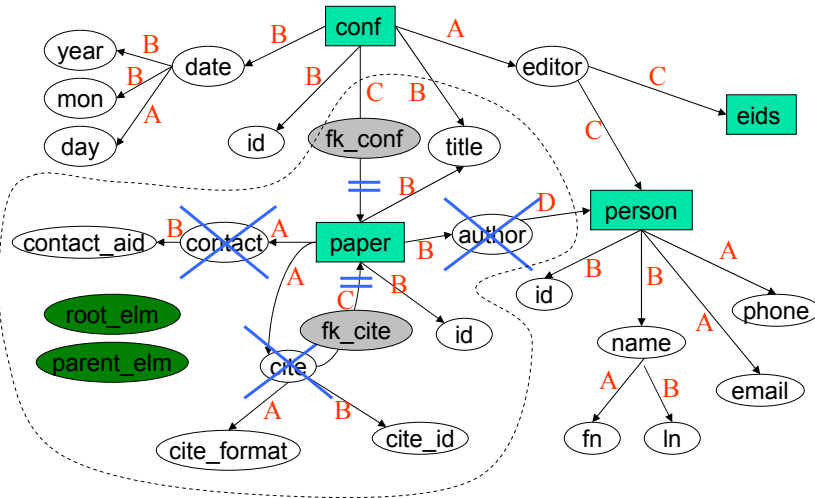 conf
A
B
year
B
date
editor
B
B
C
mon
B
C
A
C
day
id
fk_conf
title
eids
B
D
person
contact_aid
B
contact
A
paper
B
author
A
C
B
B
B
A
id
phone
root_elm
fk_cite
id
name
A
parent_elm
cite
email
A
B
A
B
cite_format
cite_id
fn
ln